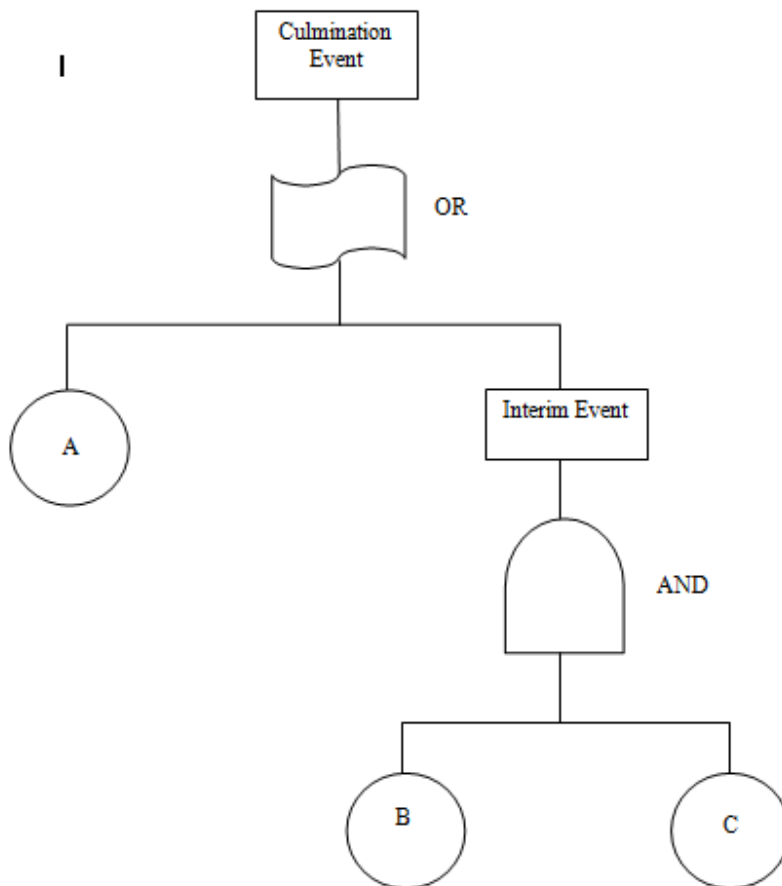 Culmination
Event
I
OR
A
Interim Event
AND
B
C